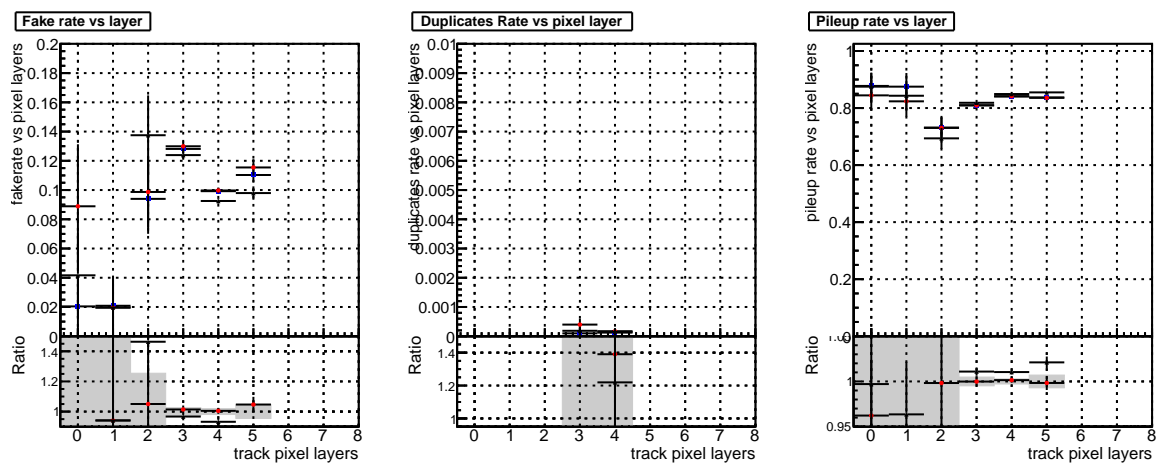 Fake rate vs layer
fakerate vs pixel layers
0.2
0.18
0.16
0.14
0.12
0.1
0.08
0.06
0.04
0.02
0
Ratio
1.4
1.2
1
0 1 2 3 4 5 6 7 8
track pixel layers
Duplicates Rate vs pixel layer
duplicates rate vs pixel layers
0.01
0.009
0.008
0.007
0.006
0.005
0.004
0.003
0.002
0.001
0
Ratio
1.4
1.2
1
0 1 2 3 4 5 6 7 8
track pixel layers
Pileup rate vs layer
pileup rate vs pixel layers
1
0.8
0.6
0.4
0.2
0
Ratio
1
0.95
0 1 2 3 4 5 6 7 8
track pixel layers